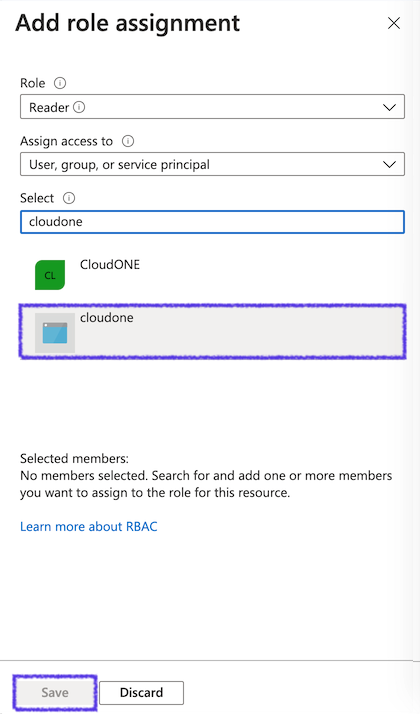 Add role assignment
Role
Reader
Assign access to
User, group, or service principal
Select
cloudone
CL
CloudONE
cloudone
Selected members:
No members selected. Search for and add one or more members
you want to assign to the role for this resource.
Learn more about RBAC
Save
Discard